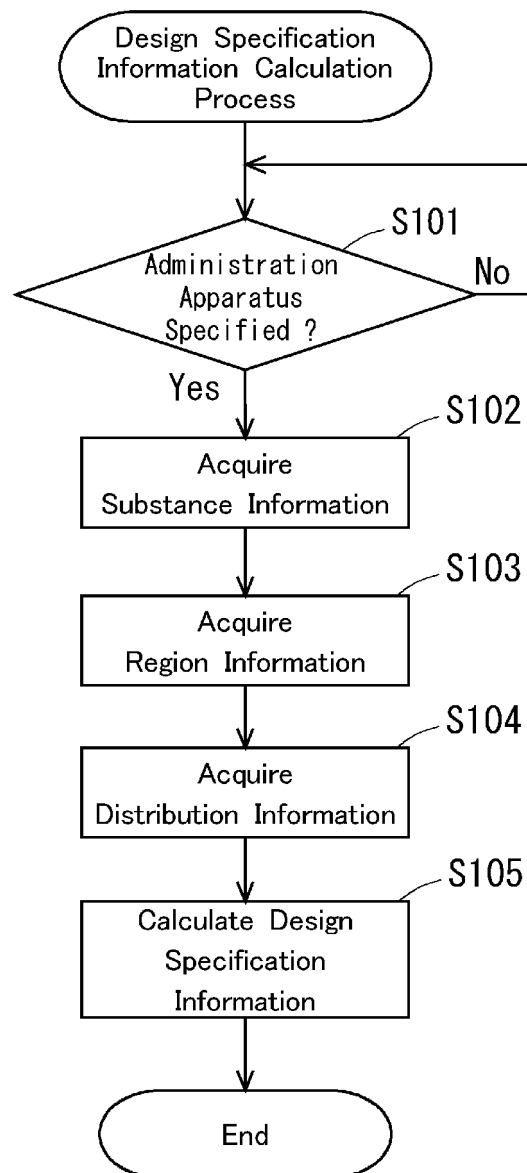 Design Specification
Information Calculation
Process
S101
Administration
Apparatus
Specified ?
No
Yes
S102
Acquire
Substance Information
S103
Acquire
Region Information
S104
Acquire
Distribution Information
S105
Calculate Design
Specification
Information
End